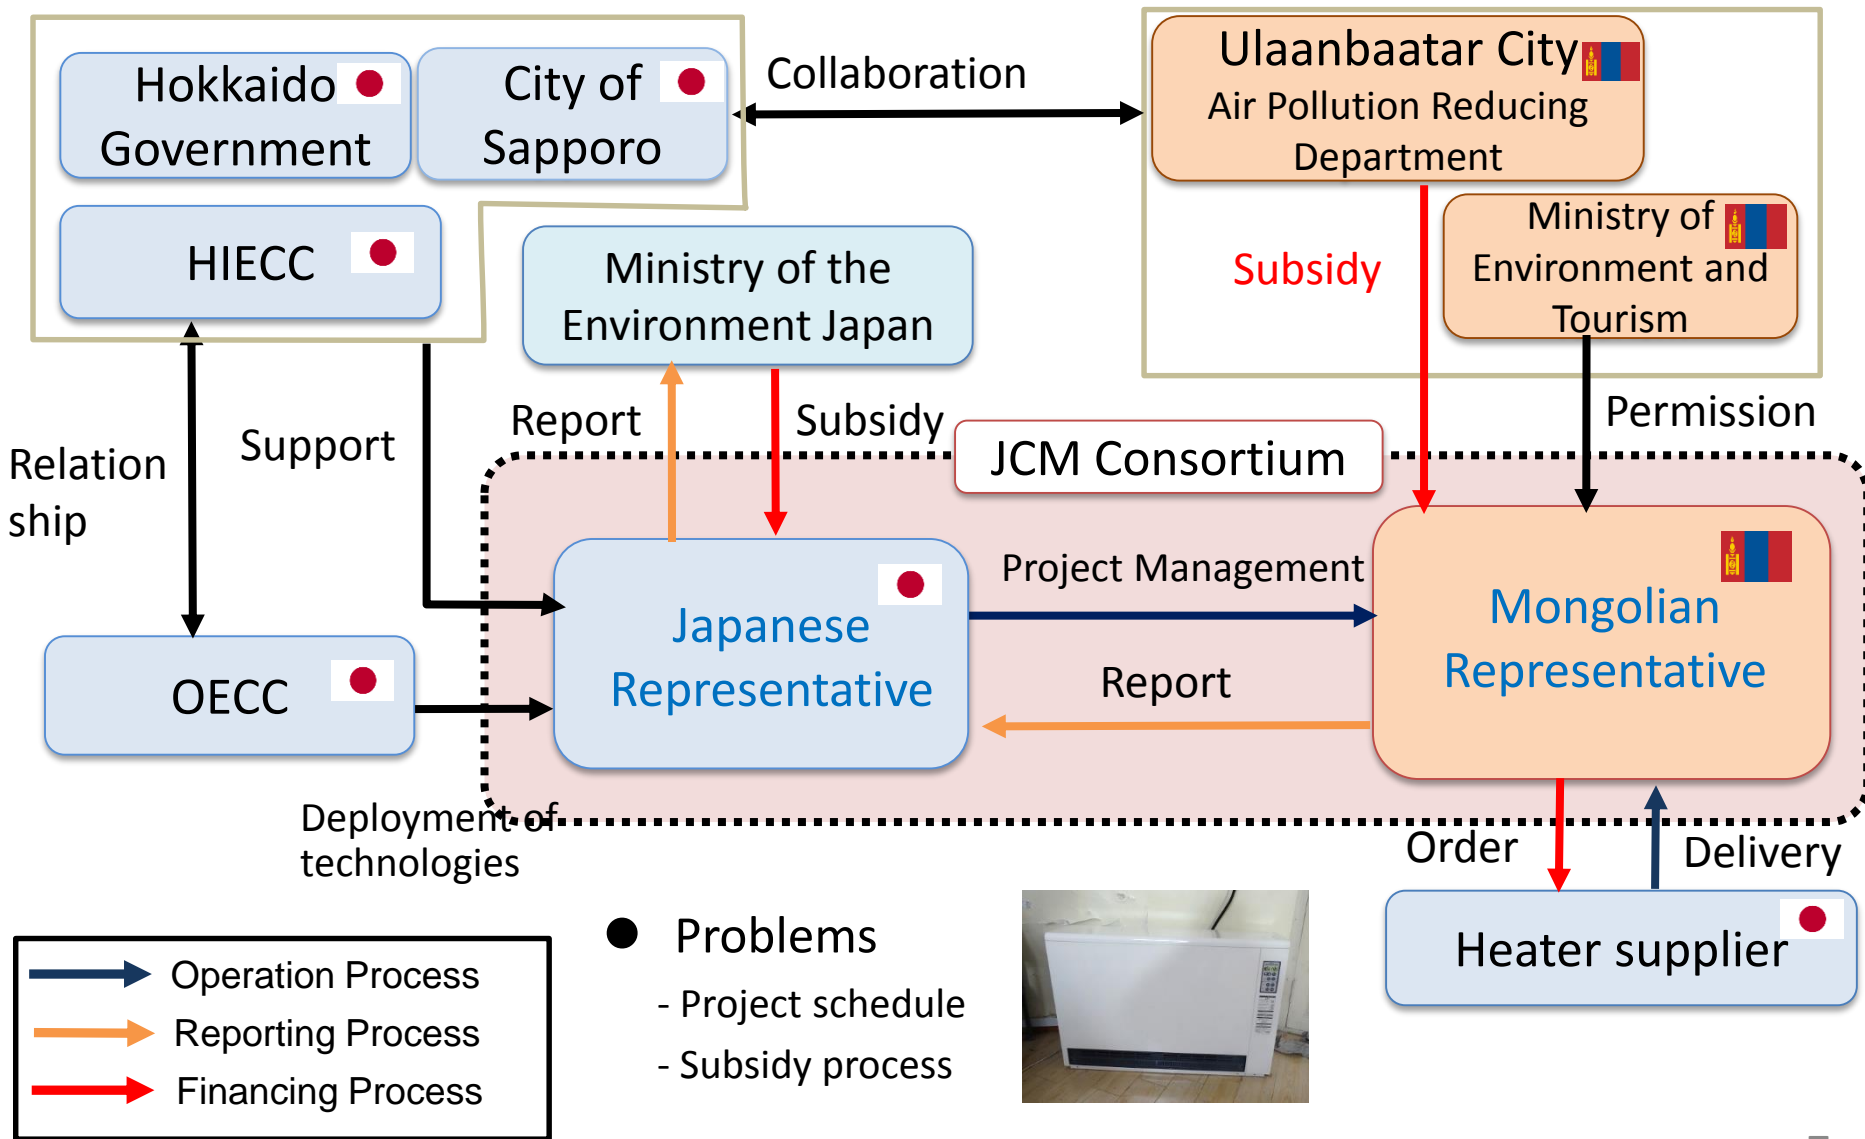 Hokkaido
Government
City of
Sapporo
Collaboration
Ulaanbaatar City
Air Pollution Reducing
Department
HIECC
Ministry of the
Environment Japan
Subsidy
Ministry of
Environment and
Tourism
Relation
ship
Support
Report
Subsidy
Permission
JCM Consortium
Japanese
Representative
Project Management
Report
Mongolian
Representative
OECC
Deployment of
technologies
Order
Delivery
Heater supplier
Operation Process
Reporting Process
Financing Process
Problems
- Project schedule
- Subsidy process